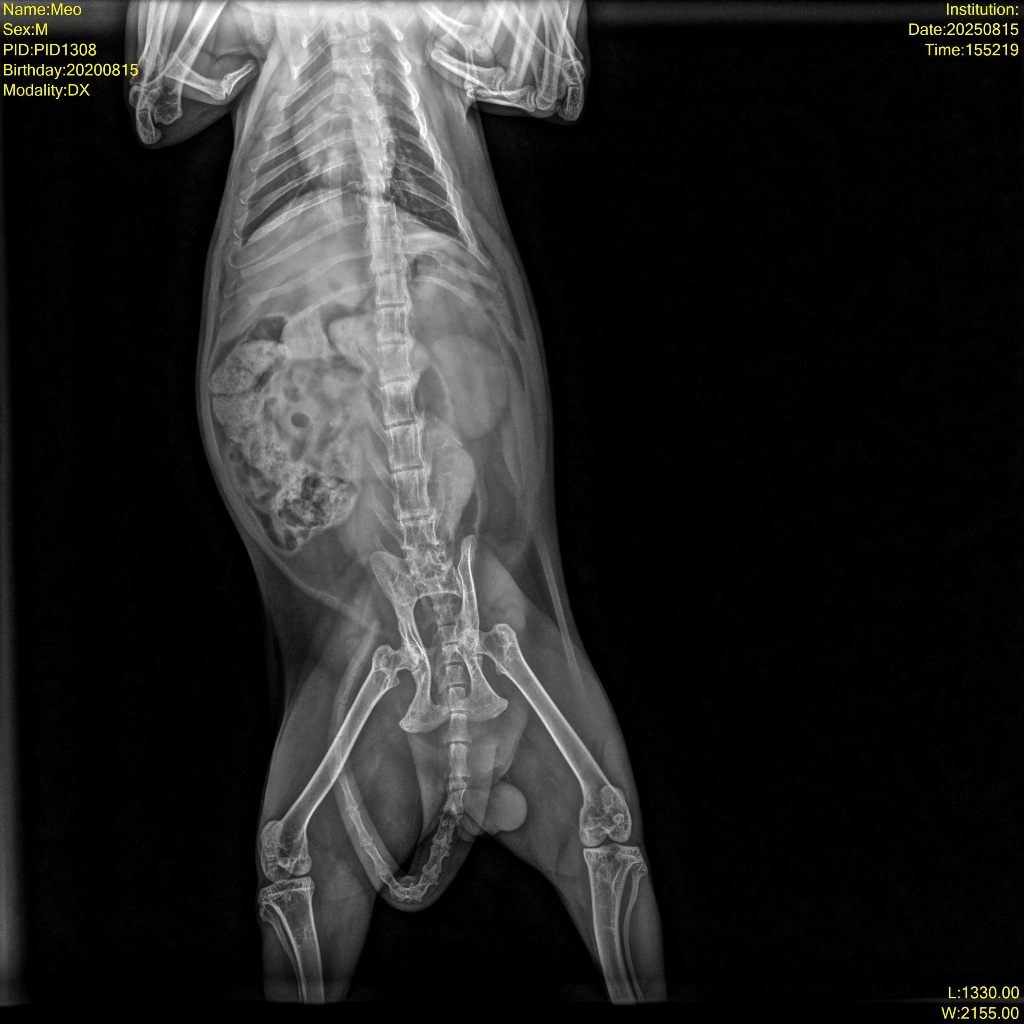 Name:Meo
Sex:M
PID:PID1308
Birthday:20200815
Modality:DX
Institution:
Date:20250815
Time:155219
L:1330.00
W:2155.00